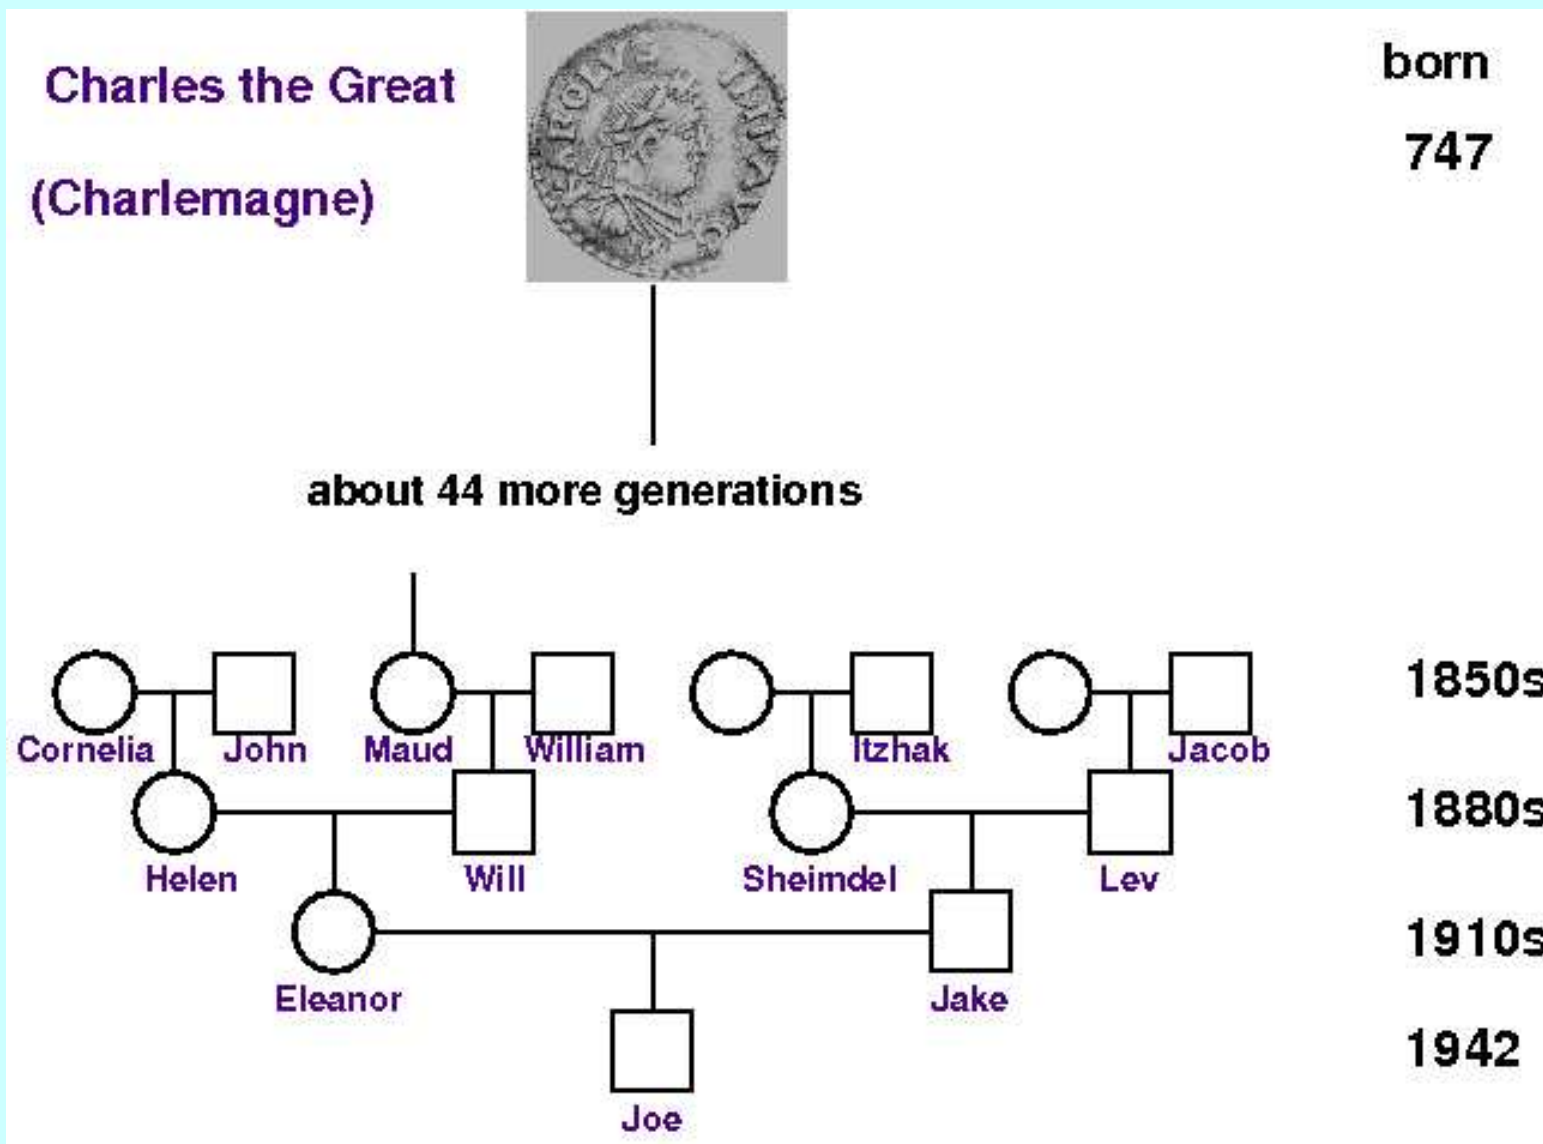 Charles the Great
(Charlemagne)
born
747
about 44 more generations
Cornelia John Maud William Itzhak Jacob 1850s
Helen Will Sheimdel Lev 1880s
Eleanor Jake 1910s
Joe 1942